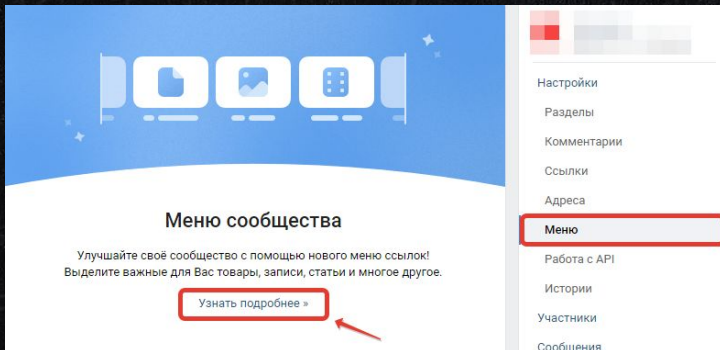 Меню сообщества
Улучшайте своё сообщество с помощью нового меню ссылок!
Выделите важные для Вас товары, записи, статьи и многое другое.
Узнать подробнее »
Настройки
Разделы
Комментарии
Ссылки
Адреса
Меню
Работа с API
Истории
Участники
Сообщения